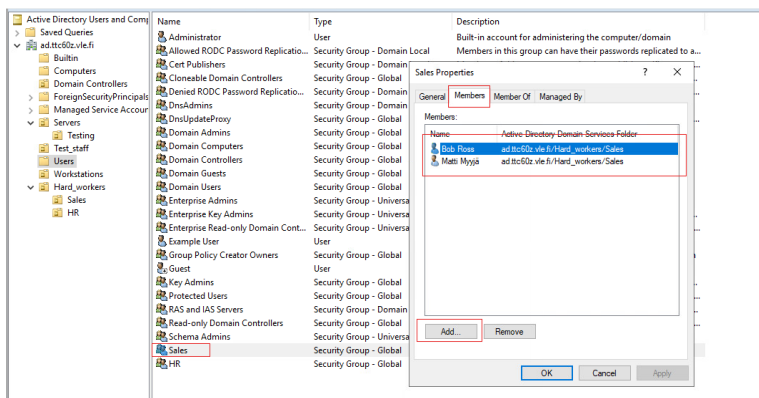 Active Directory Users and Comp
Saved Queries
ad.ttc60z.vle.fi
Builtin
Computers
Domain Controllers
ForeignSecurityPrincipals
Managed Service Accour
Servers
Testing
Test_staff
Users
Workstations
Hard_workers
Sales
HR
Name Type Description
Administrator User Built-in account for administering the computer/domain
Allowed RODC Password Replicatio... Security Group - Domain Local Members in this group can have their passwords replicated to a...
Cert Publishers Security Group - Domain
Cloneable Domain Controllers Security Group - Global
Denied RODC Password Replicatio... Security Group - Domain
DnsAdmins Security Group - Domain
DnsUpdateProxy Security Group - Global
Domain Admins Security Group - Global
Domain Computers Security Group - Global
Domain Controllers Security Group - Global
Domain Guests Security Group - Global
Domain Users Security Group - Global
Enterprise Admins Security Group - Universa
Enterprise Key Admins Security Group - Universa
Enterprise Read-only Domain Cont... Security Group - Universa
Example User User
Group Policy Creator Owners Security Group - Global
Guest User
Key Admins Security Group - Global
Protected Users Security Group - Global
RAS and IAS Servers Security Group - Domain
Read-only Domain Controllers Security Group - Global
Schema Admins Security Group - Universa
Sales Security Group - Global
HR Security Group - Global
Sales Properties ? ×
General Members Member Of Managed By
Members:
Name Active Directory Domain Services Folder
Bob Ross ad.ttc60z.vle.fi/Hard_workers/Sales
Matti Myyjä ad.ttc60z.vle.fi/Hard_workers/Sales
Add... Remove
OK Cancel Apply